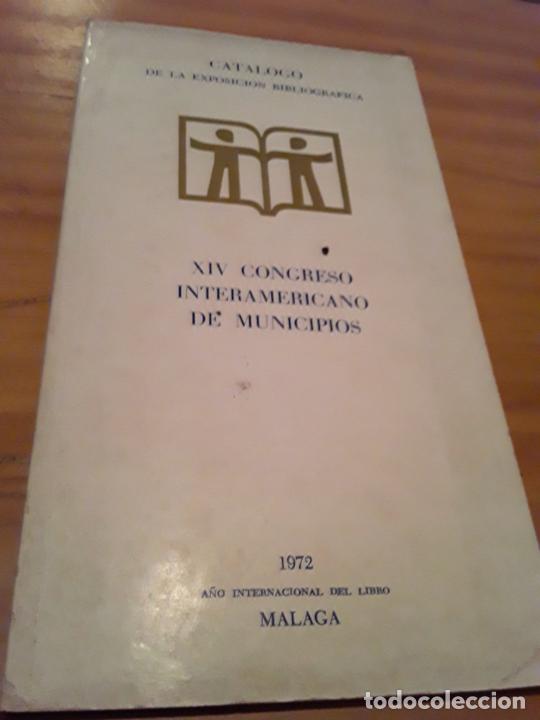 CATALOGO
DE LA EXPOSICION BIBLIOGRAFICA
XIV CONGRESO
INTERAMERICANO
DE MUNICIPIOS
1972
AÑO INTERNACIONAL DEL LIBRO
MALAGA
todocoleccion